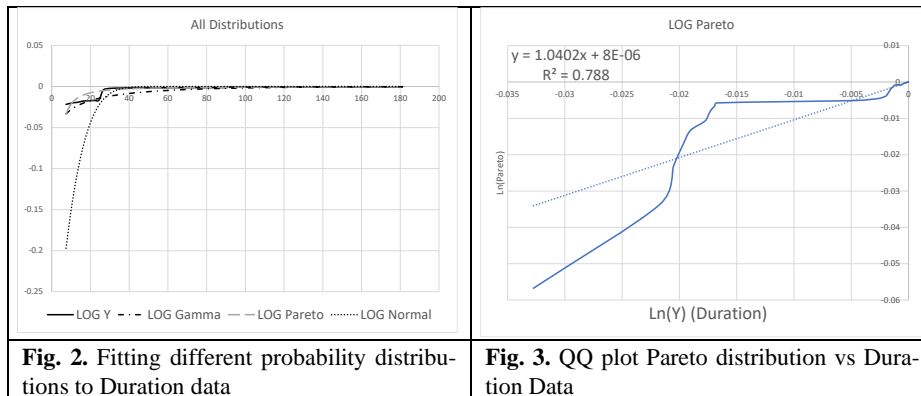 All Distributions
0.05
0
0 20 40 60 80 100 120 140 160 180 200
-0.05
-0.1
-0.15
-0.2
-0.25
LOG Y LOG Gamma LOG Pareto LOG Normal
Fig. 2. Fitting different probability distribu-
tions to Duration data
LOG Pareto
y = 1.0402x + 8E-06
R² = 0.788
0.01
0
-0.035 -0.03 -0.025 -0.02 -0.015 -0.01 -0.005 0
-0.01
-0.02
-0.03
-0.04
-0.05
-0.06
Ln(Pareto)
Ln(Y) (Duration)
Fig. 3. QQ plot Pareto distribution vs Dura-
tion Data